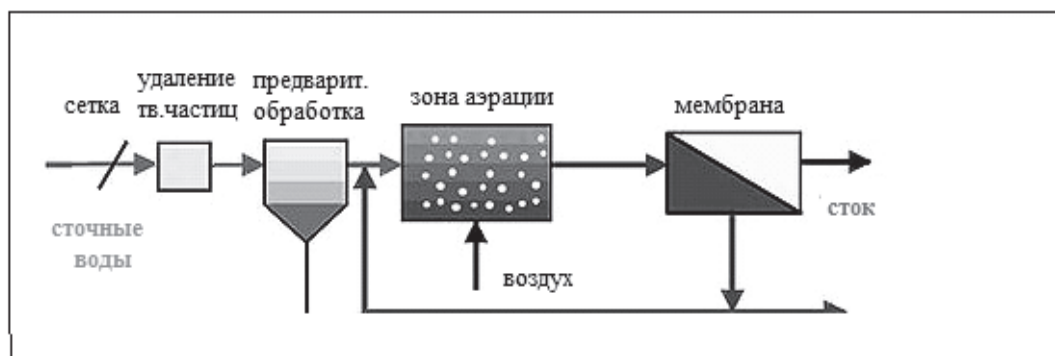 сетка
удаление
тв.частиц
предварит.
обработка
зона аэрации
мембрана
сточные
воды
воздух
сток